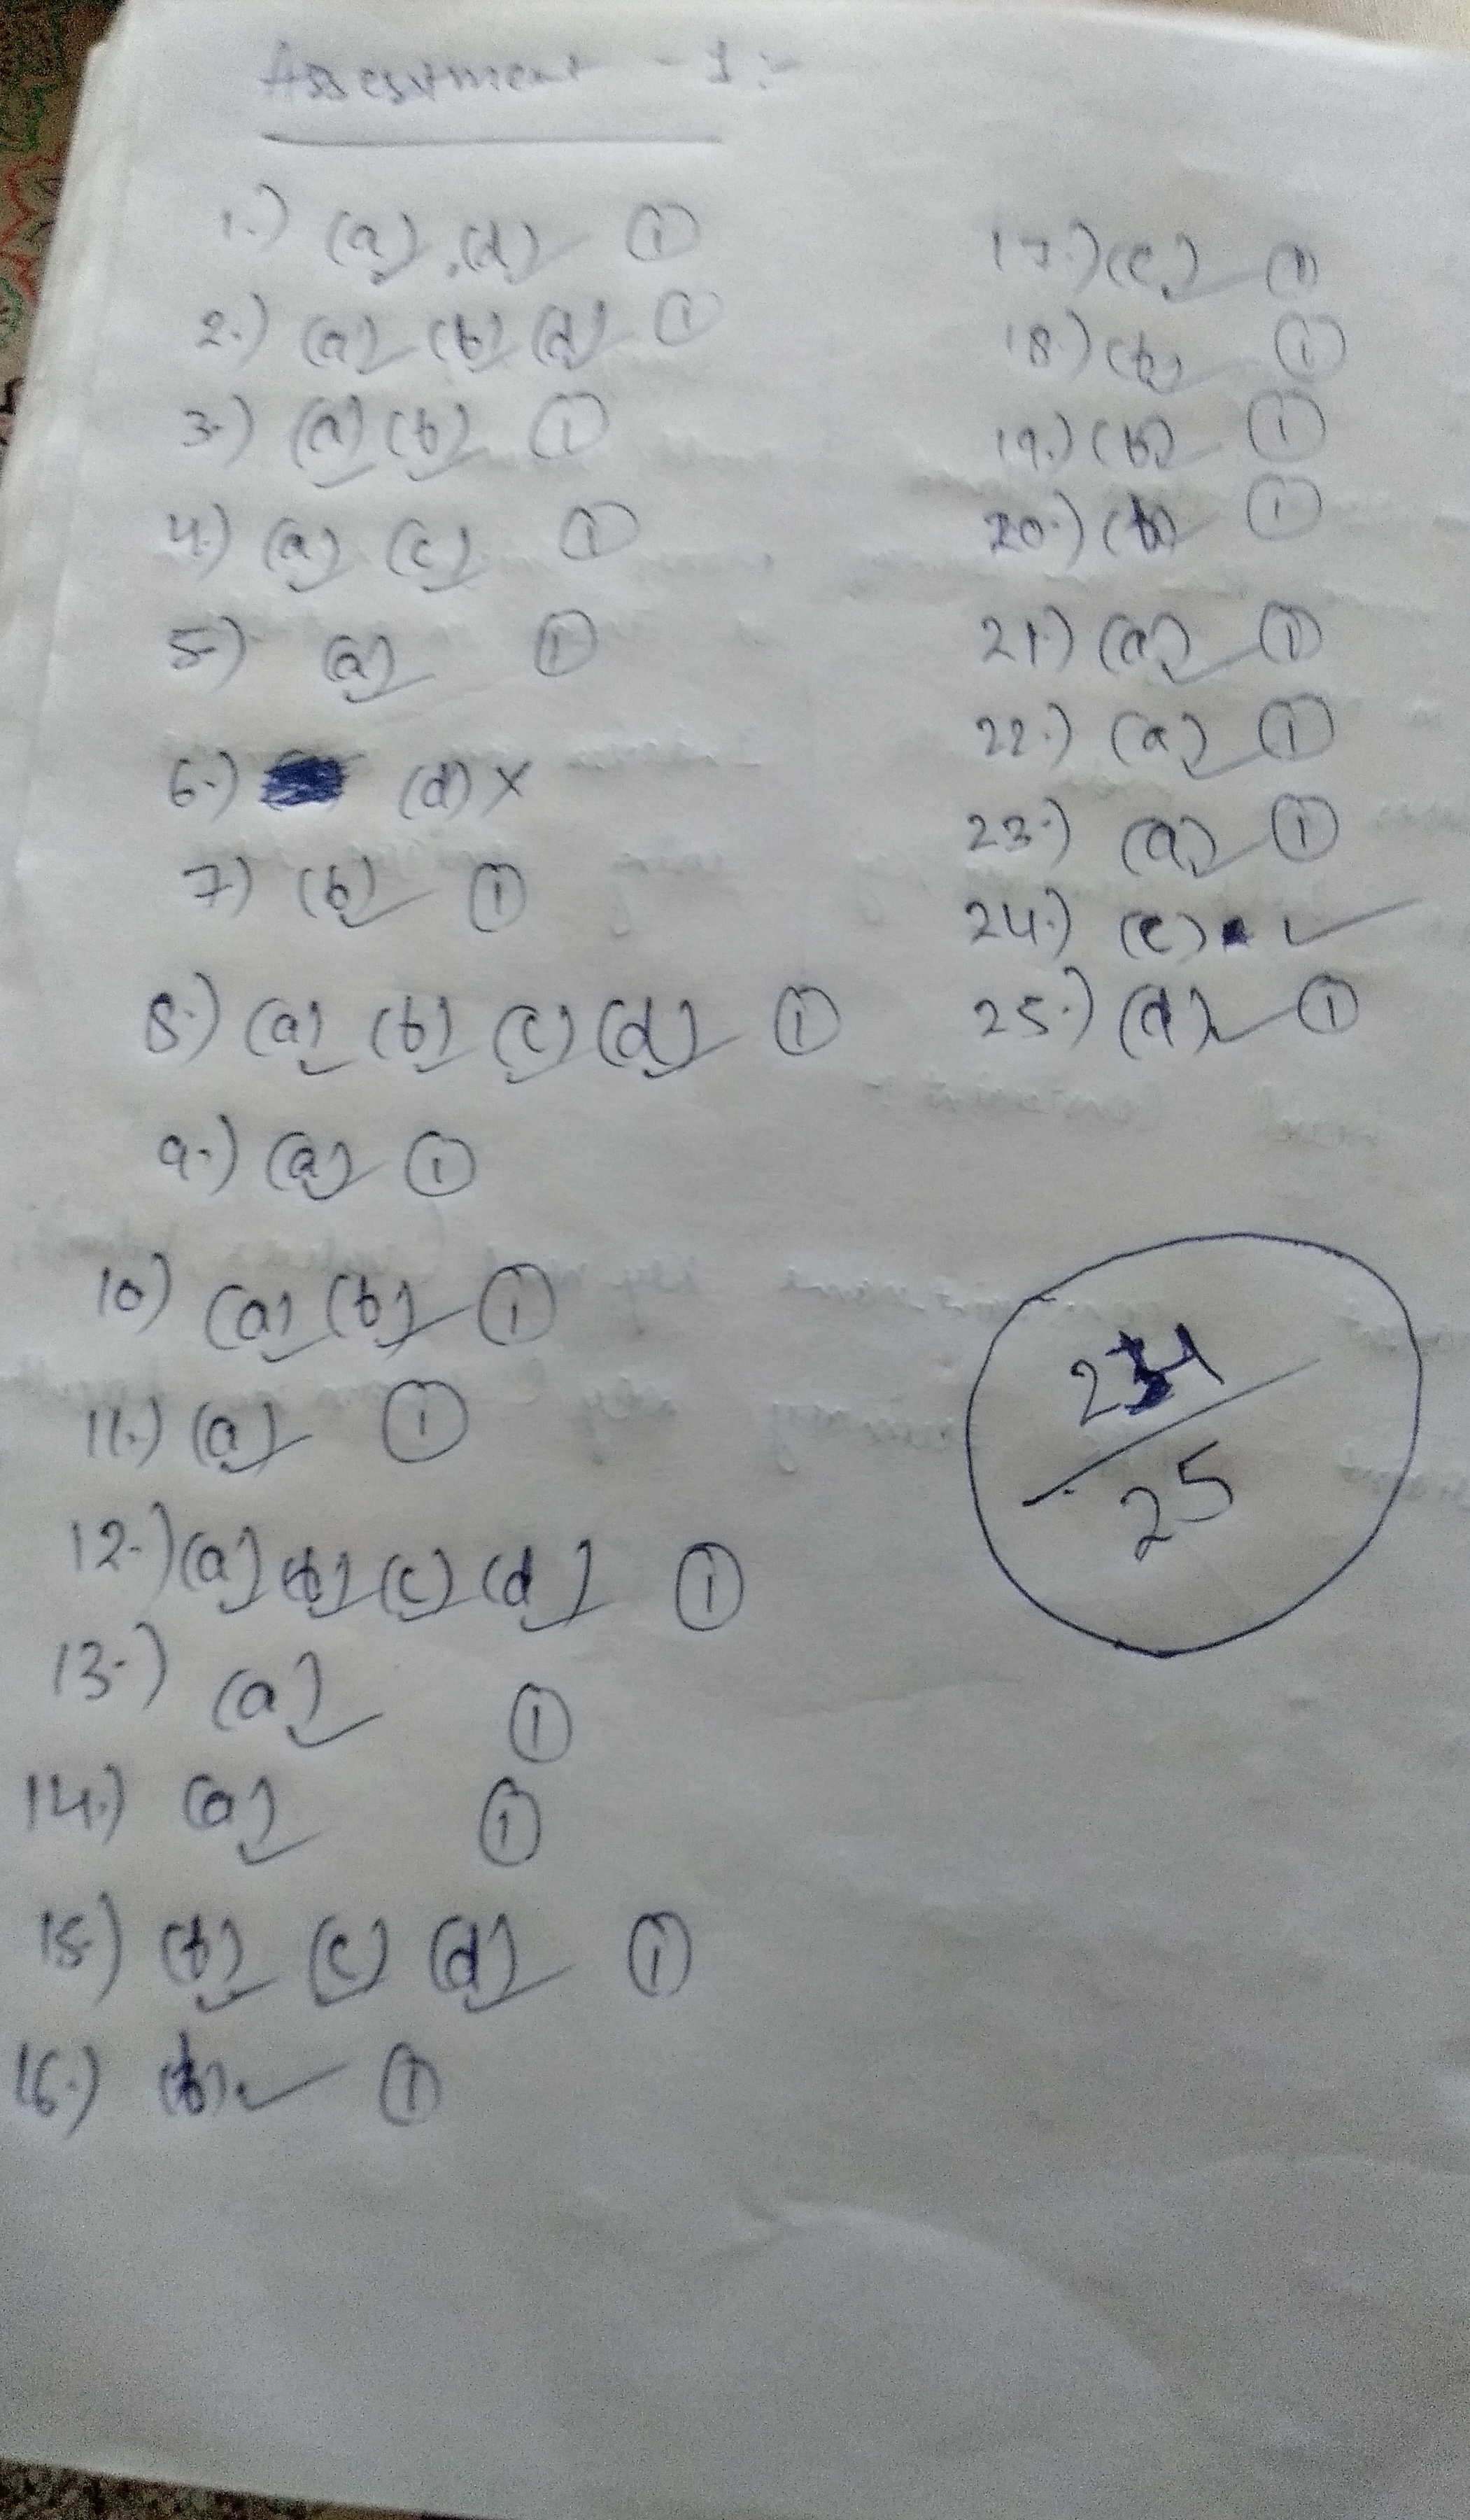 Assessment - 1 :-
1.) (a) (d) ①
2.) (a) (b) (d) ①
3.) (a) (b) ①
4.) (a) (c) ①
5.) (a) ①
6.) (d) ×
7.) (b) ①
8.) (a) (b) (c) (d) ①
9.) (a) ①
10) (a) (b) ①
11.) (a) ①
12.) (a) (b) (c) (d) ①
13.) (a) ①
14.) (a) ①
15.) (b) (c) (d) ①
16.) (b) ①
17.) (c) ①
18.) (b) ①
19.) (b) ①
20.) (b) ①
21.) (a) ①
22.) (a) ①
23.) (a) ①
24.) (c) ✓
25.) (d) ①
24
25